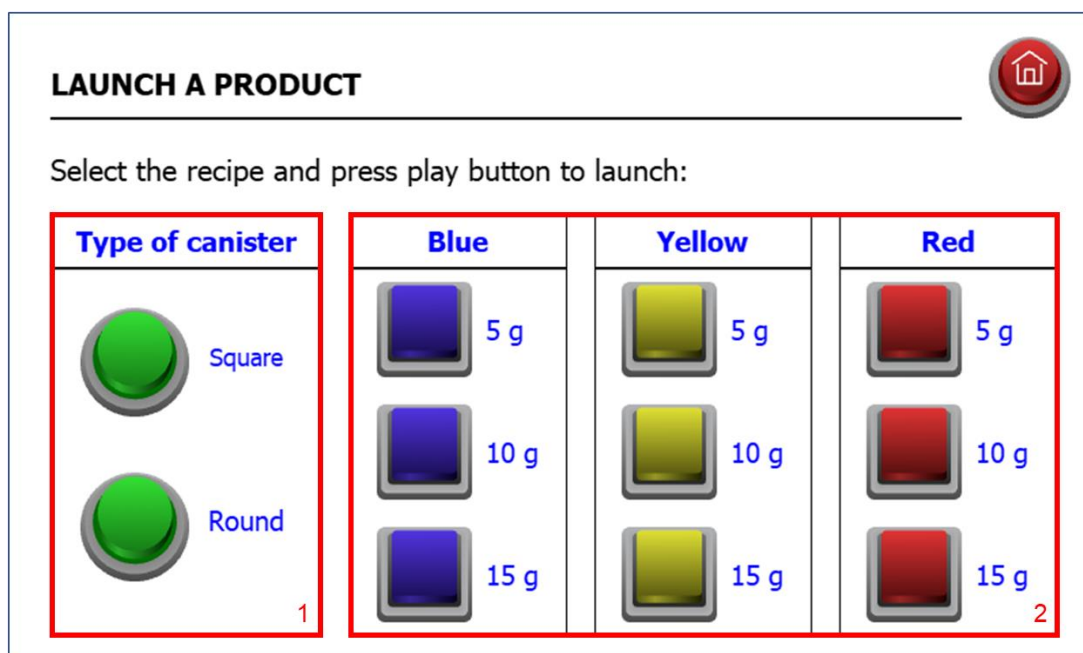 LAUNCH A PRODUCT
Select the recipe and press play button to launch:
Type of canister
Square
Round
1
Blue
5 g
10 g
15 g
Yellow
5 g
10 g
15 g
Red
5 g
10 g
15 g
2